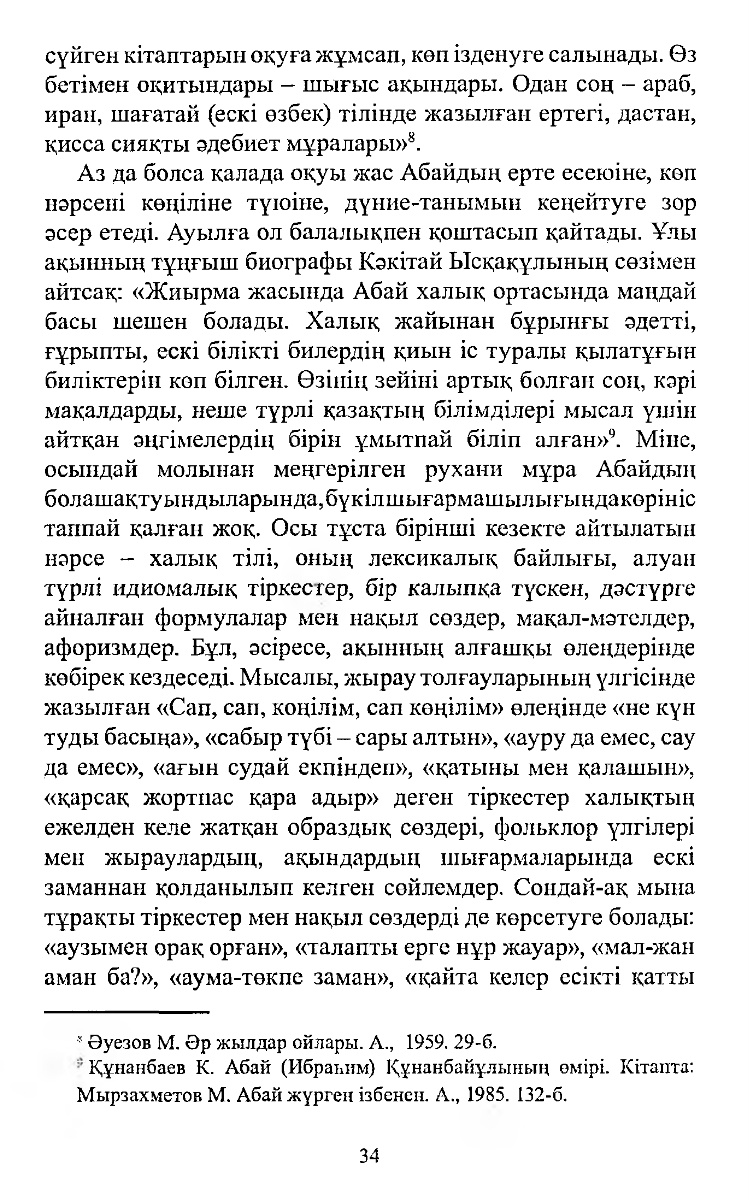 сүйген кітаптарын оқуға жұмсап, көп ізденуге салынады. Өз
бетімен оқитындары – шығыс ақындары. Одан соң – араб,
иран, шағатай (ескі өзбек) тілінде жазылған ертегі, дастан,
қисса сияқты әдебиет мұралары»⁸.
Аз да болса қалада оқуы жас Абайдың ерте есеюіне, көп
нәрсені көңіліне түюіне, дүние-танымын кеңейтуге зор
әсер етеді. Ауылға ол балалықпен қоштасып қайтады. Ұлы
ақынның тұңғыш биографы Кәкітай Ысқақұлының сөзімен
айтсақ: «Жиырма жасында Абай халық ортасында маңдай
басы шешен болады. Халық жайынан бұрынғы әдетті,
ғұрыпты, ескі білікті билердің қиын іс туралы қылатұғын
биліктерін көп білген. Өзінің зейіні артық болған соң, кәрі
мақалдарды, неше түрлі қазақтың білімділері мысал үшін
айтқан әңгімелердің бірін ұмытпай біліп алған»⁹. Міне,
осындай молынан меңгерілген рухани мұра Абайдың
болашақтуындыларында,бүкілшығармашылығындакөрініс
таппай қалған жоқ. Осы тұста бірінші кезекте айтылатын
нәрсе – халық тілі, оның лексикалық байлығы, алуан
түрлі идиомалық тіркестер, бір калыпқа түскен, дәстүрге
айналған формулалар мен нақыл сөздер, мақал-мәтелдер,
афоризмдер. Бұл, әсіресе, ақынның алғашқы өлеңдерінде
көбірек кездеседі. Мысалы, жырау толғауларының үлгісінде
жазылған «Сап, сап, коңілім, сап көңілім» өлеңінде «не күн
туды басыңа», «сабыр түбі – сары алтын», «ауру да емес, сау
да емес», «ағын судай екпіндеп», «қатыны мен қалашын»,
«қарсақ жортпас қара адыр» деген тіркестер халықтың
ежелден келе жатқан образдық сөздері, фольклор үлгілері
мен жыраулардың, ақындардың шығармаларында ескі
заманнан қолданылып келген сөйлемдер. Сондай-ақ мына
тұрақты тіркестер мен нақыл сөздерді де көрсетуге болады:
«аузымен орақ орған», «талапты ерге нұр жауар», «мал-жан
аман ба?», «аума-төкпе заман», «қайта келер есікті қатты
⁸ Әуезов М. Әр жылдар ойлары. А., 1959. 29-б.
⁹ Құнанбаев К. Абай (Ибраһим) Құнанбайұлының өмірі. Кітапта:
Мырзахметов М. Абай жүрген ізбенен. А., 1985. 132-б.
34